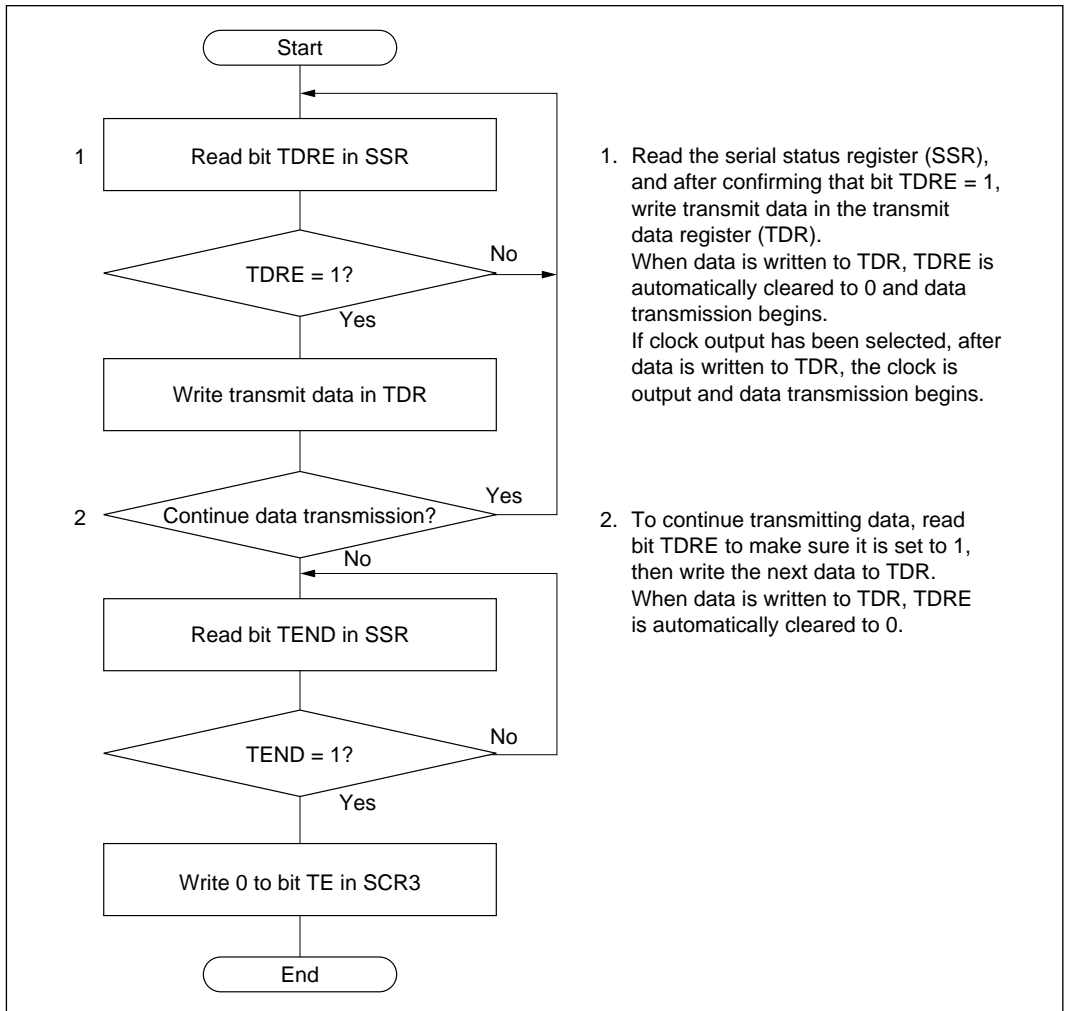 Start
1
Read bit TDRE in SSR
1. Read the serial status register (SSR),
and after confirming that bit TDRE = 1,
write transmit data in the transmit
data register (TDR).
When data is written to TDR, TDRE is
automatically cleared to 0 and data
transmission begins.
If clock output has been selected, after
data is written to TDR, the clock is
output and data transmission begins.
TDRE = 1?
No
Yes
Write transmit data in TDR
2
Continue data transmission?
Yes
No
2. To continue transmitting data, read
bit TDRE to make sure it is set to 1,
then write the next data to TDR.
When data is written to TDR, TDRE
is automatically cleared to 0.
Read bit TEND in SSR
TEND = 1?
No
Yes
Write 0 to bit TE in SCR3
End